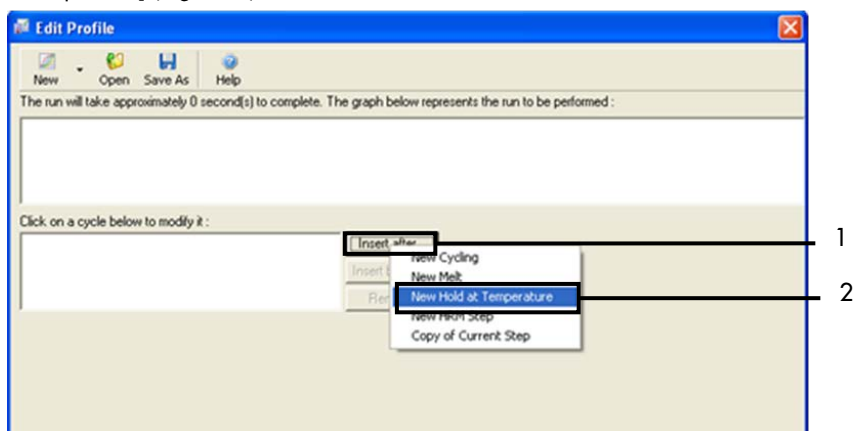 Edit Profile
New Open Save As Help
The run will take approximately 0 second(s) to complete. The graph below represents the run to be performed :
Click on a cycle below to modify it :
Insert after
1
New Cycling
Insert
New Melt
New Hold at Temperature
2
New HRM Step
Copy of Current Step